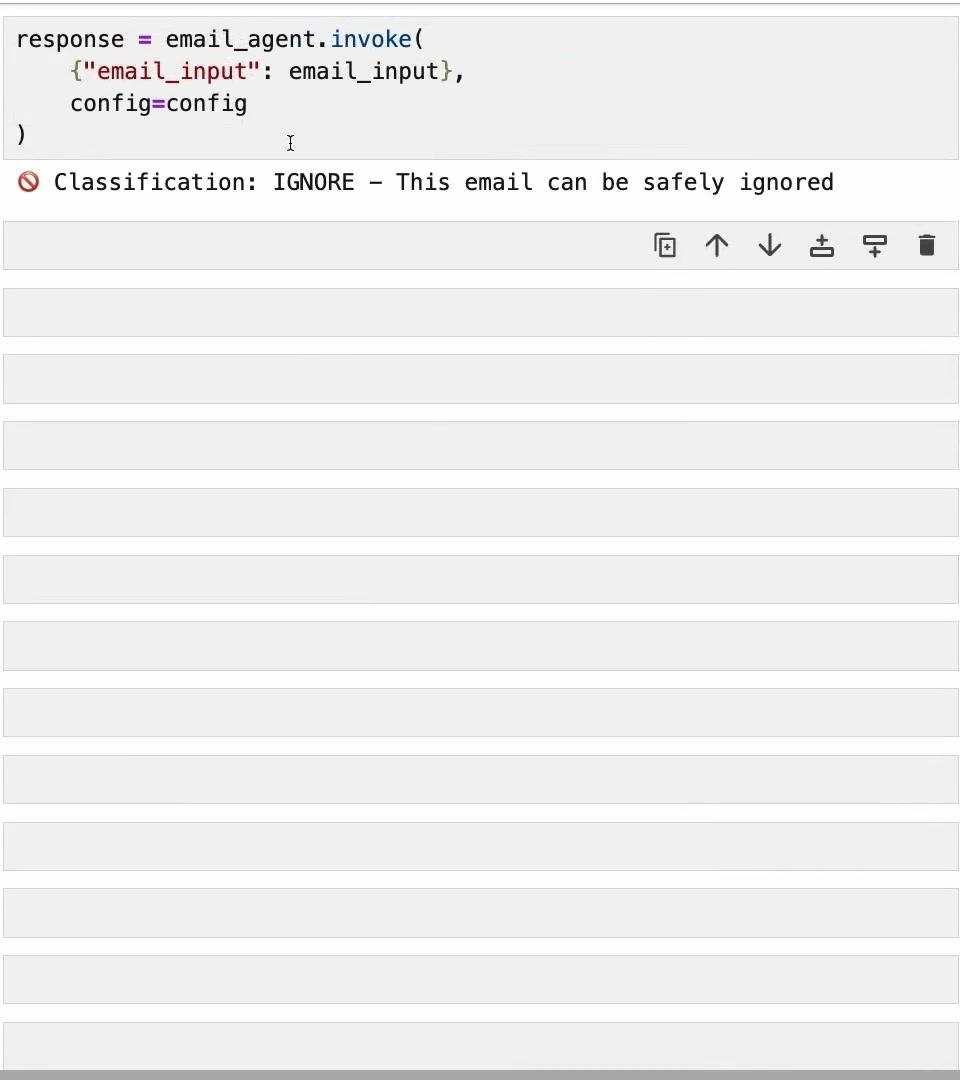 response = email_agent.invoke(
    {"email_input": email_input},
    config=config
)
🚫 Classification: IGNORE – This email can be safely ignored